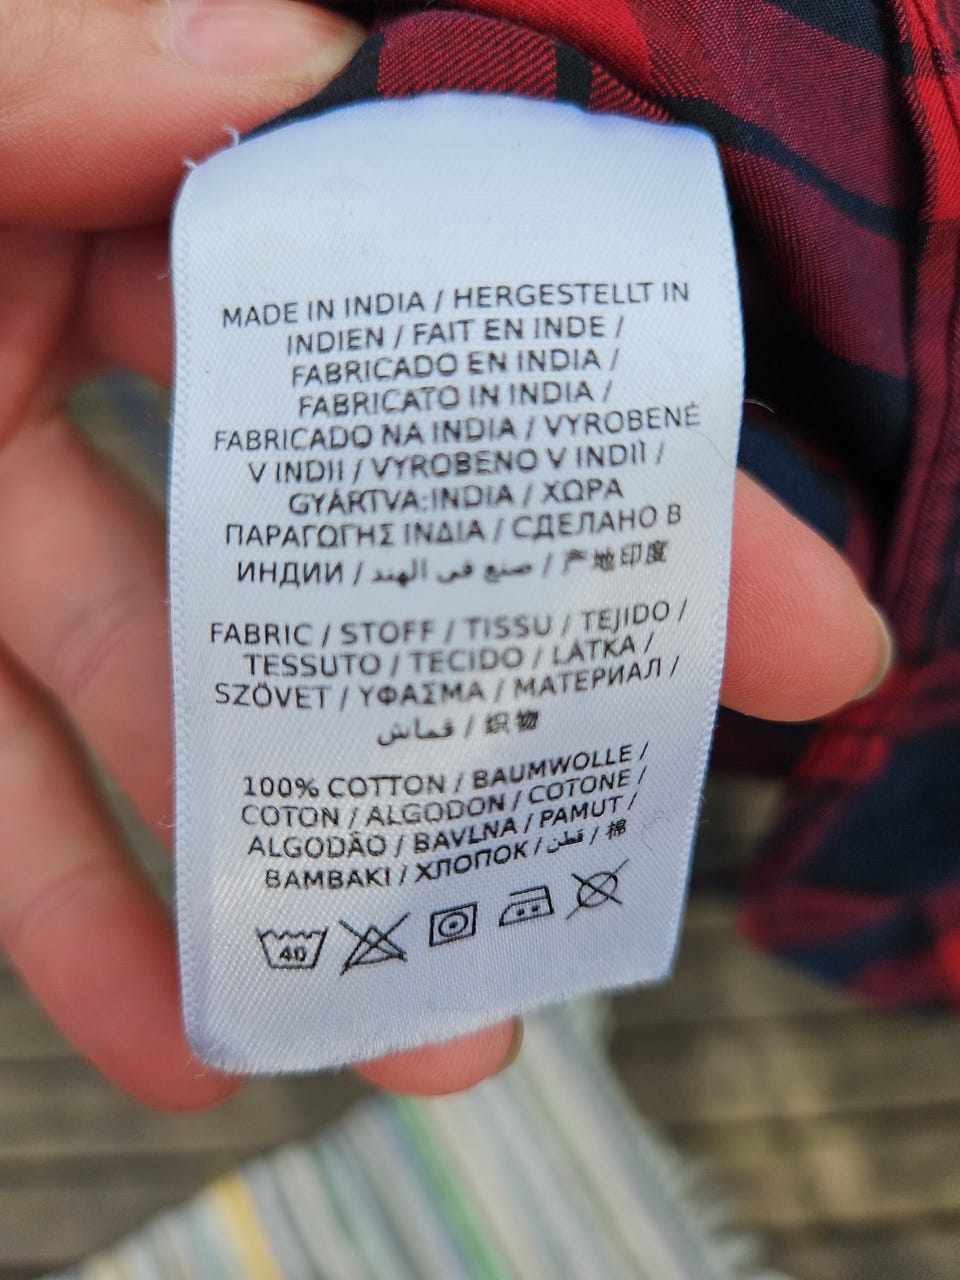 MADE IN INDIA / HERGESTELLT IN
INDIEN / FAIT EN INDE /
FABRICADO EN INDIA /
FABRICATO IN INDIA /
FABRICADO NA INDIA / VYROBENÉ
V INDII / VYROBENO V INDIÌ /
GYÁRTVA:INDIA / ΧΩΡΑ
ΠΑΡΑΓΩΓΗΣ ΙΝΔΙΑ / СДЕЛАНО В
ИНДИИ / صنع في الهند / 产地印度
FABRIC / STOFF / TISSU / TEJIDO /
TESSUTO / TECIDO / LÁTKA /
SZÖVET / ΥΦΑΣΜΑ / МАТЕРИАЛ /
قماش / 织物
100% COTTON / BAUMWOLLE /
COTON / ALGODON / COTONE /
ALGODÃO / BAVLNA / PAMUT /
BAMBAKI / ХЛОПОК / قطن / 棉
40